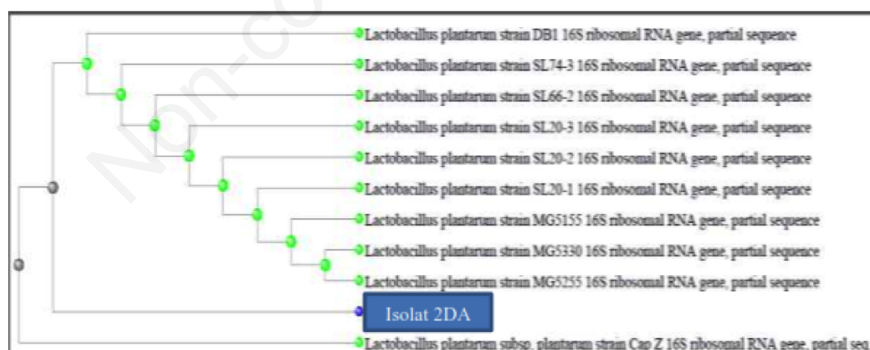 Lactobacillus plantarum strain DB1 16S ribosomal RNA gene, partial sequence
Lactobacillus plantarum strain SL74-3 16S ribosomal RNA gene, partial sequence
Lactobacillus plantarum strain SL66-2 16S ribosomal RNA gene, partial sequence
Lactobacillus plantarum strain SL20-3 16S ribosomal RNA gene, partial sequence
Lactobacillus plantarum strain SL20-2 16S ribosomal RNA gene, partial sequence
Lactobacillus plantarum strain SL20-1 16S ribosomal RNA gene, partial sequence
Lactobacillus plantarum strain MG5155 16S ribosomal RNA gene, partial sequence
Lactobacillus plantarum strain MG5330 16S ribosomal RNA gene, partial sequence
Lactobacillus plantarum strain MG5255 16S ribosomal RNA gene, partial sequence
Isolat 2DA
Lactobacillus plantarum subsp. plantarum strain Cap Z 16S ribosomal RNA gene, partial seq
Non-co